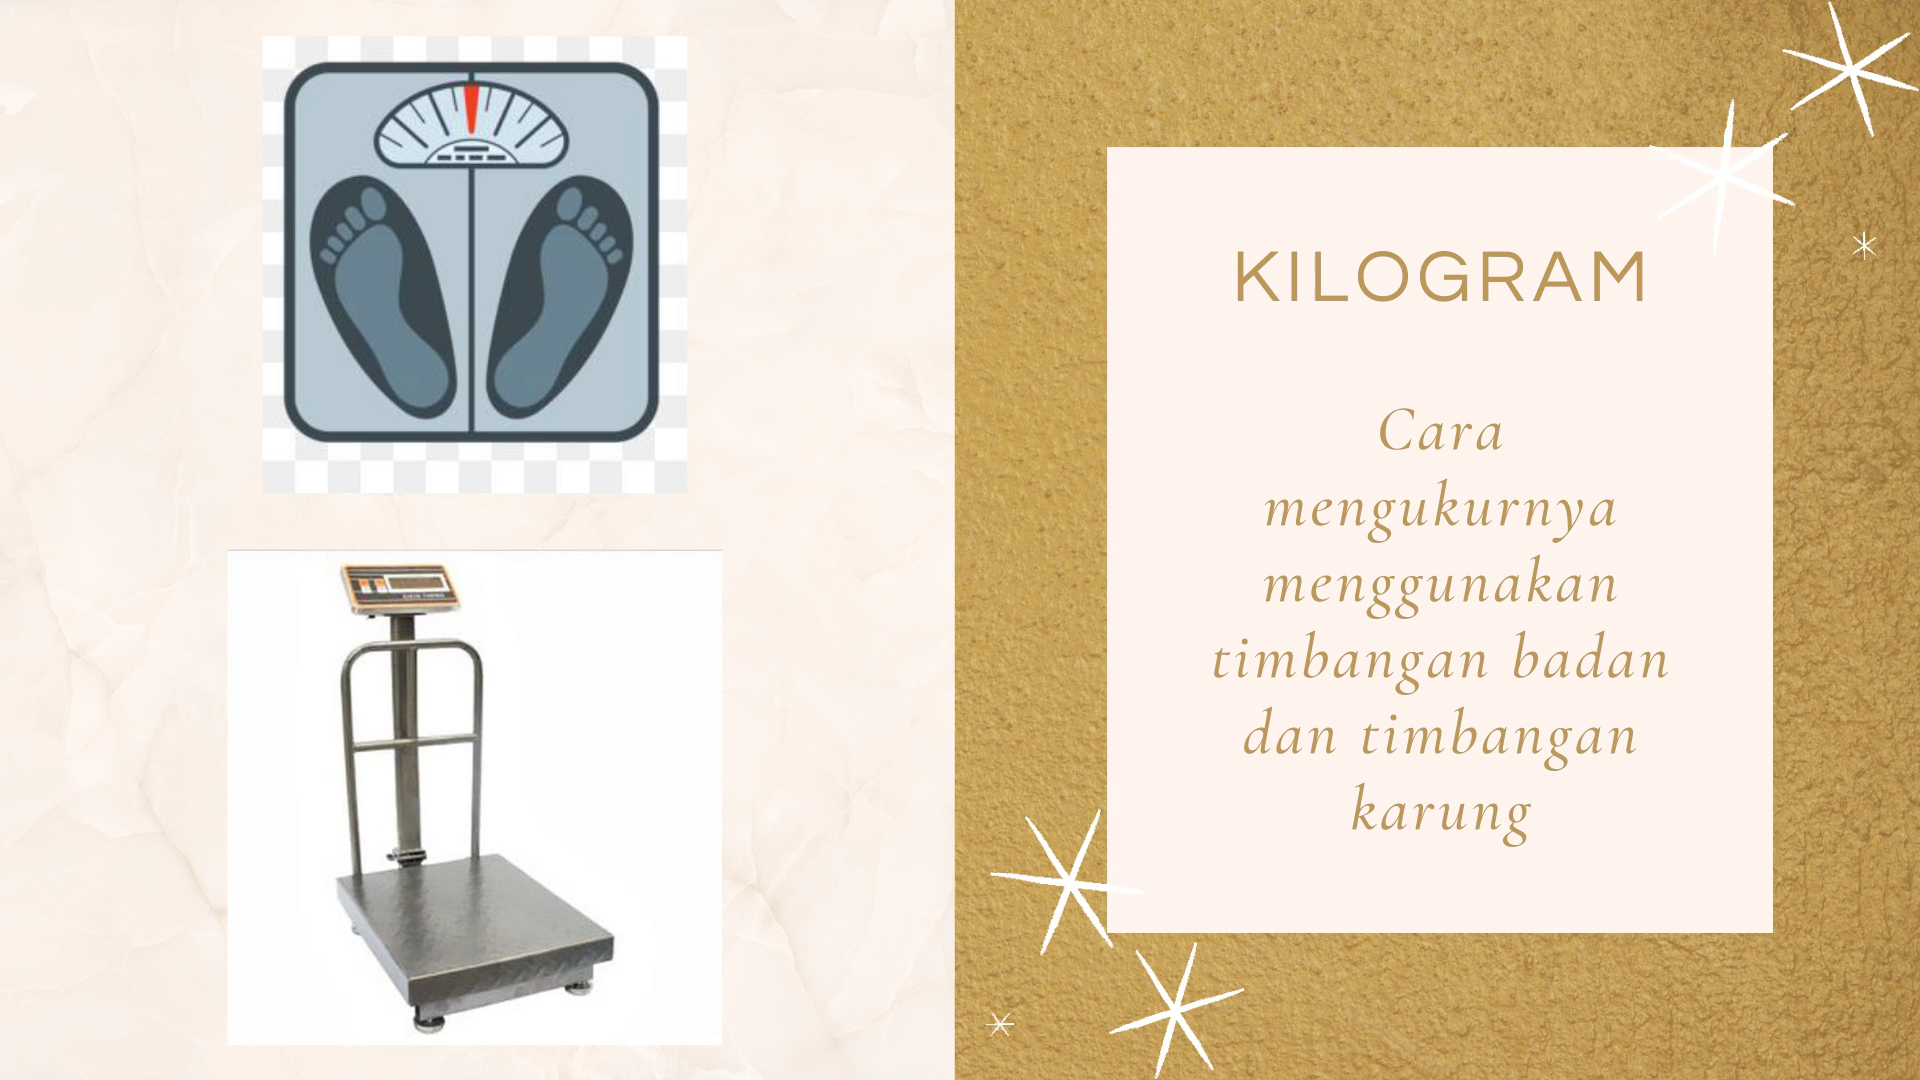 KILOGRAM
Cara
mengukurnya
menggunakan
timbangan badan
dan timbangan
karung